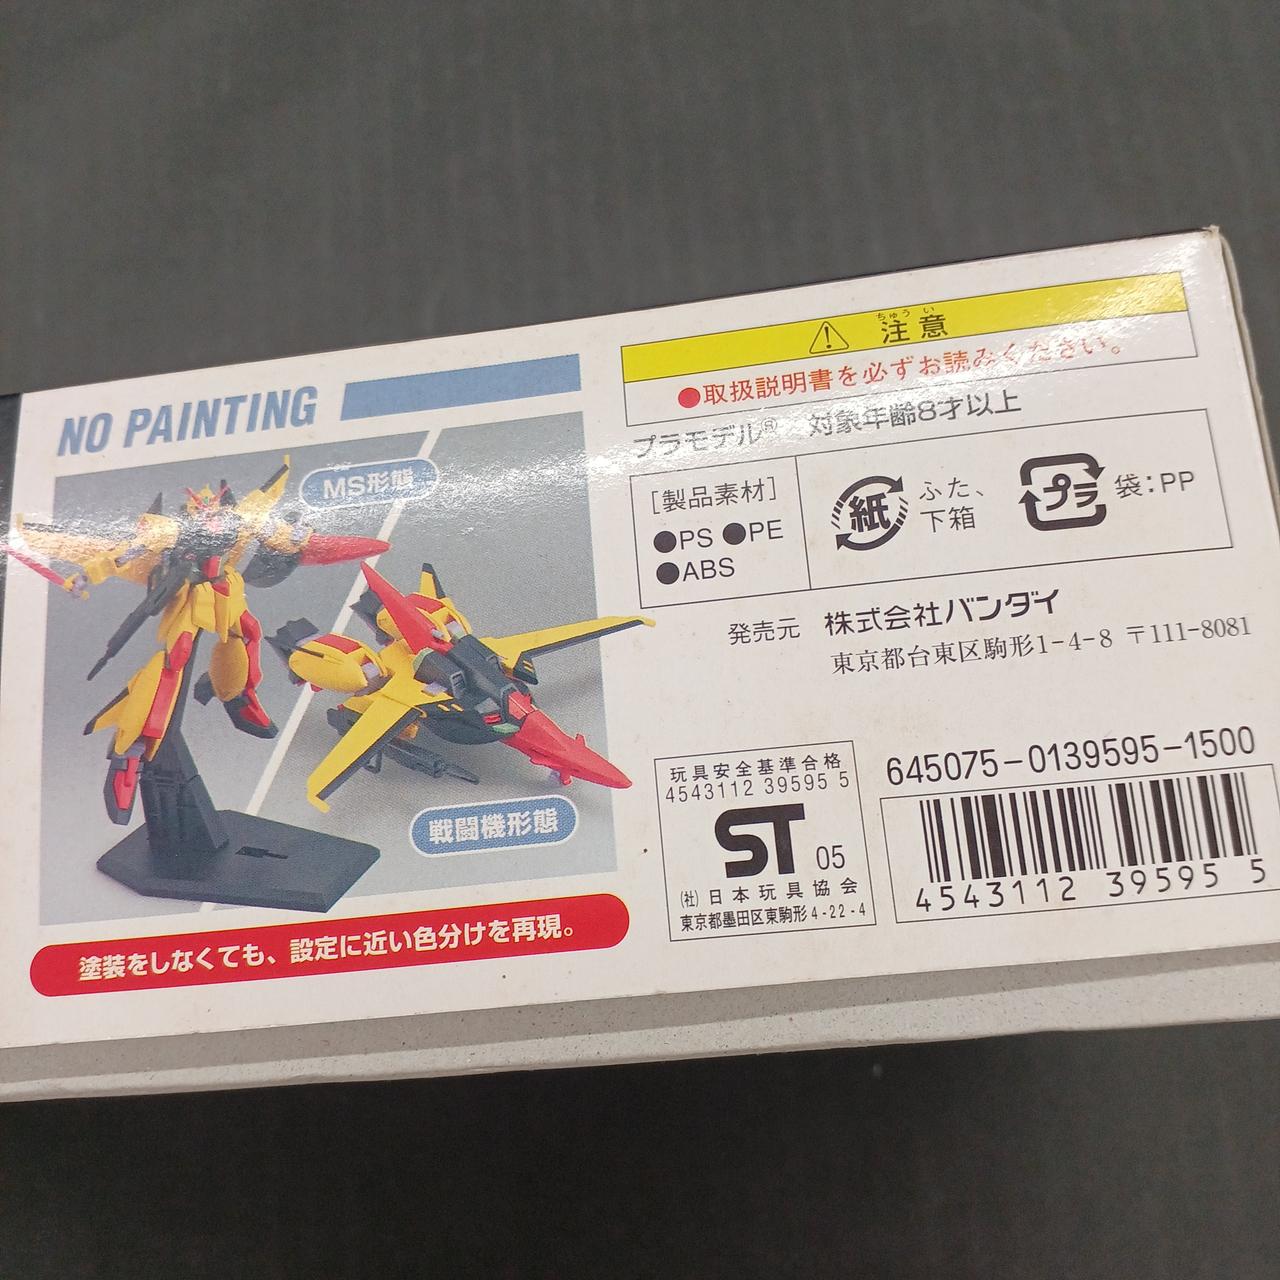 NO PAINTING
MS形態
戦闘機形態
塗装をしなくても、設定に近い色分けを再現。
ちゅう い
注意
●取扱説明書を必ずお読みください。
プラモデル® 対象年齢8才以上
[製品素材]
●PS ●PE
●ABS
紙
ふた、
下箱
プラ
袋:PP
発売元 株式会社バンダイ
東京都台東区駒形1-4-8 〒111-8081
玩具安全基準合格
4543112 39595 5
ST 05
(社)日本玩具協会
東京都墨田区東駒形4-22-4
645075-0139595-1500
4543112 39595 5